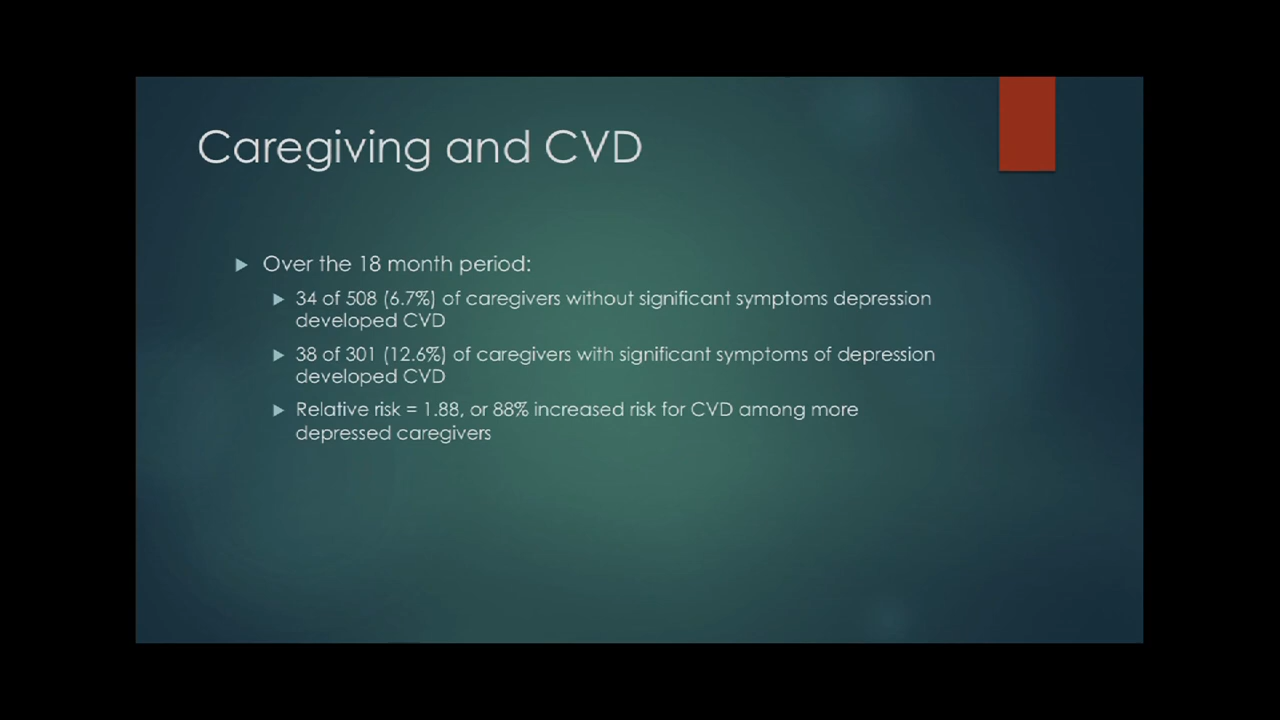 Caregiving and CVD
Over the 18 month period:
34 of 508 (6.7%) of caregivers without significant symptoms depression
developed CVD
38 of 301 (12.6%) of caregivers with significant symptoms of depression
developed CVD
Relative risk = 1.88, or 88% increased risk for CVD among more
depressed caregivers